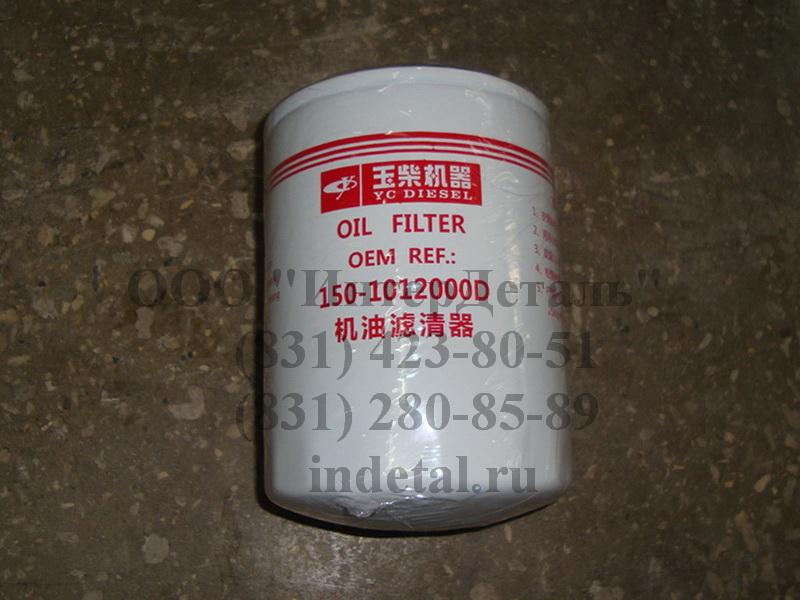 玉柴机器
YC DIESEL
OIL FILTER
OEM REF.:
ООО "ИнтерДеталь"
150-1012000D
机油滤清器
(831) 423-80-51
(831) 280-85-89
indetal.ru